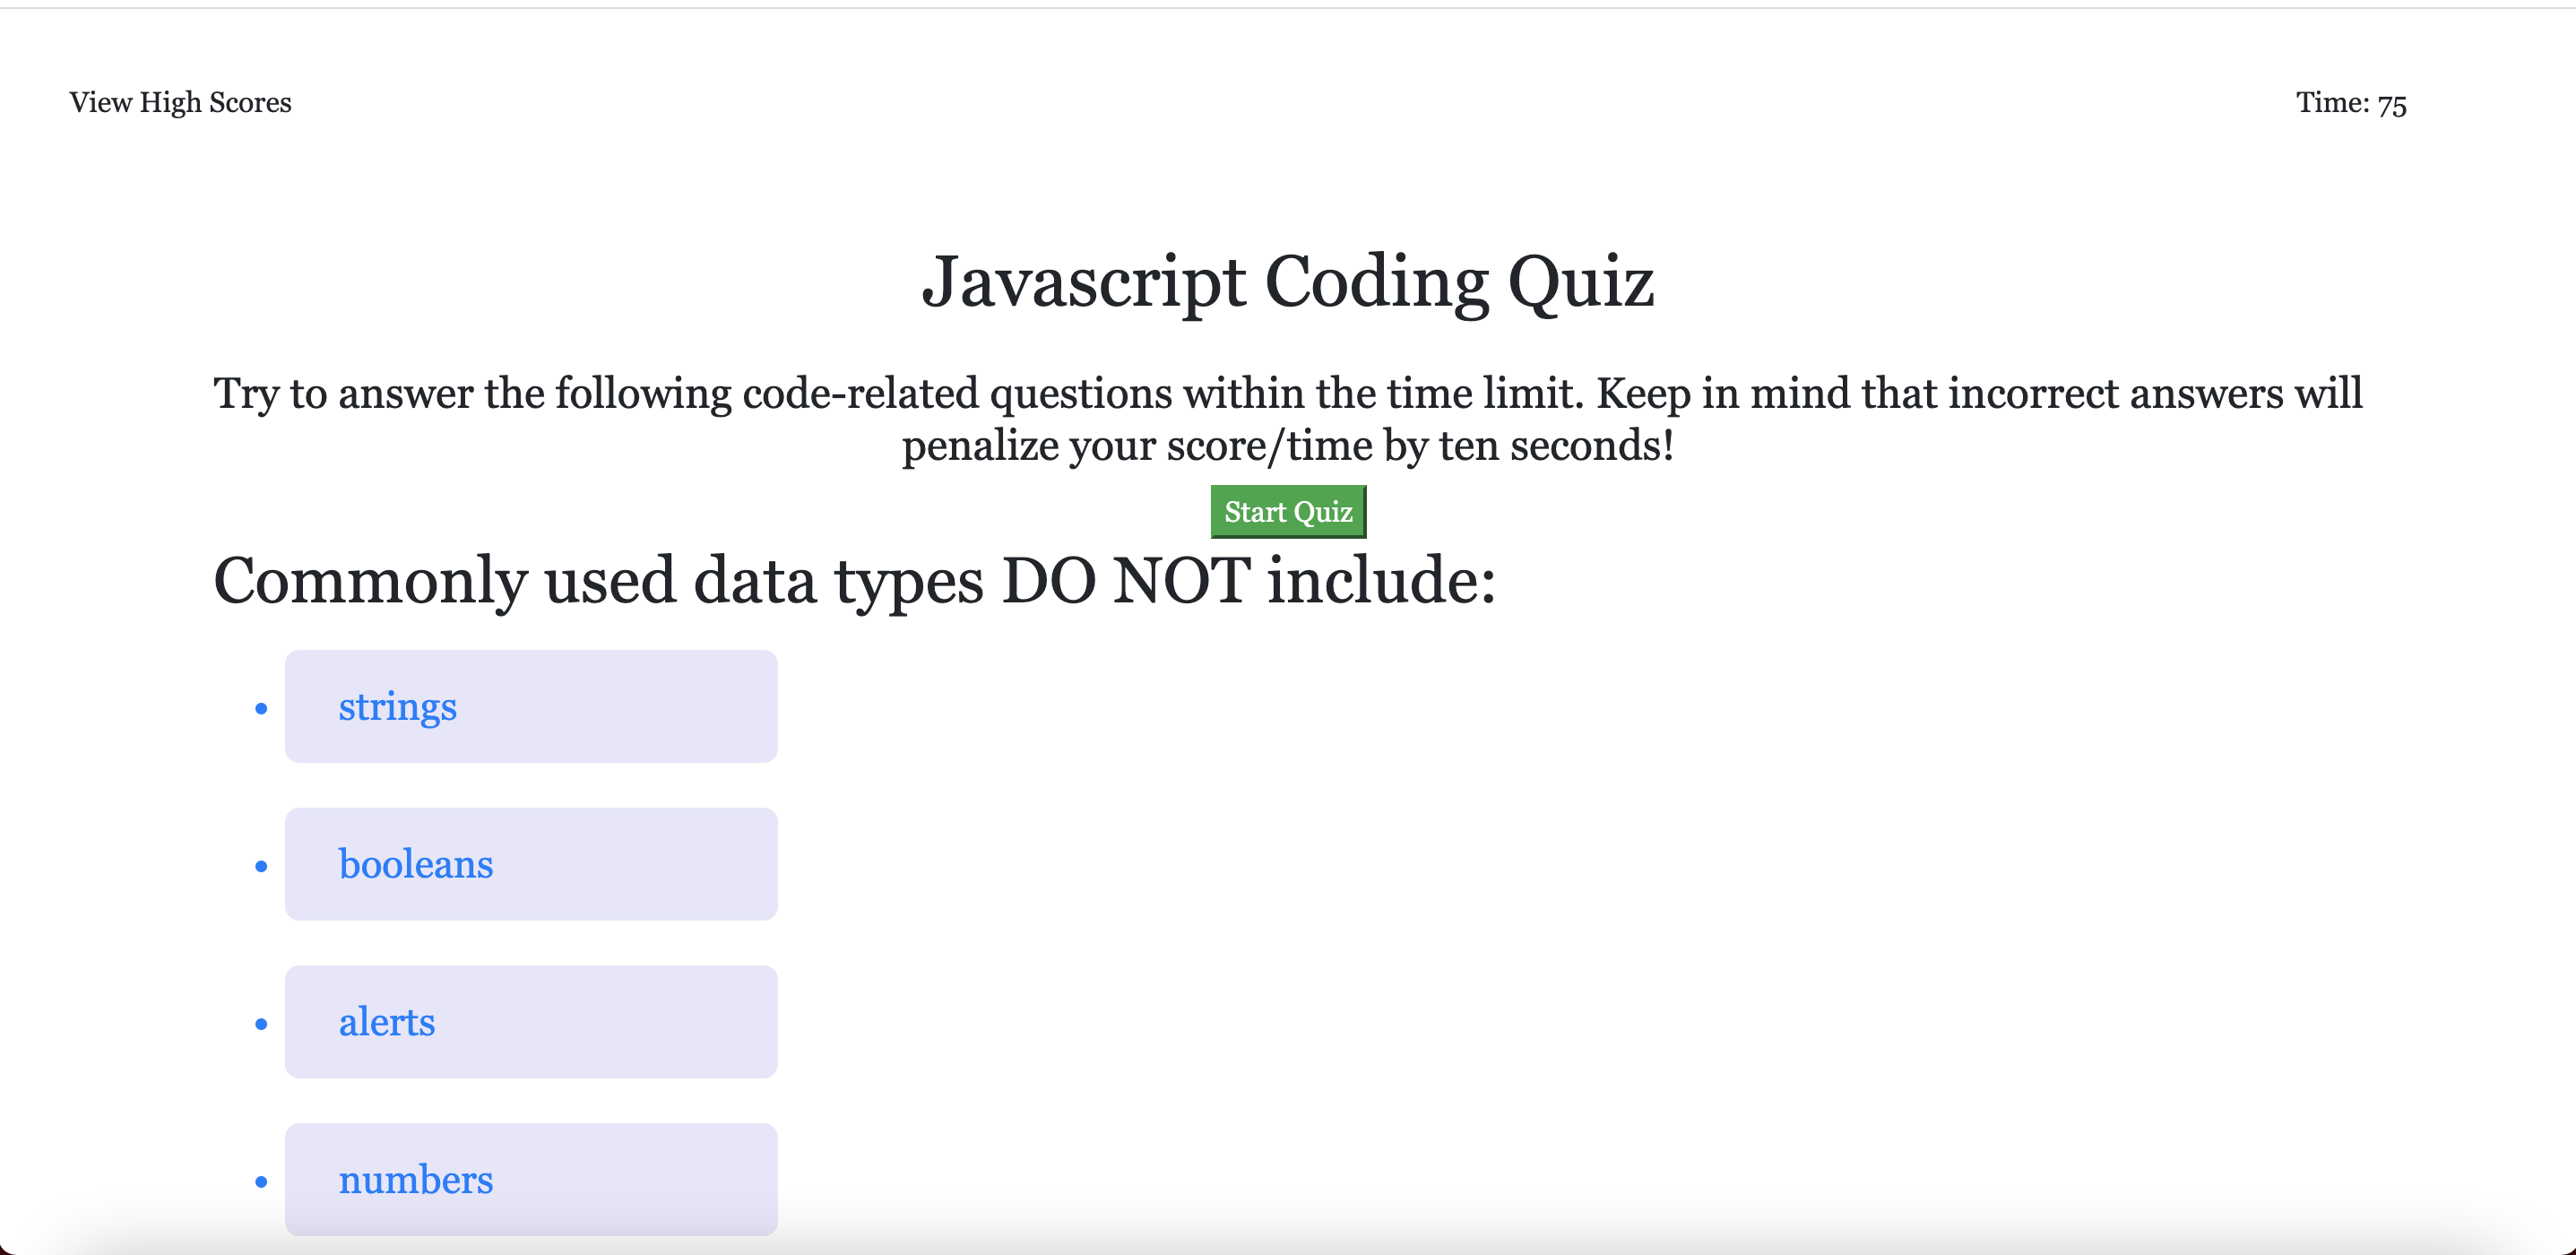 View High Scores
Time: 75
Javascript Coding Quiz
Try to answer the following code-related questions within the time limit. Keep in mind that incorrect answers will
penalize your score/time by ten seconds!
Start Quiz
Commonly used data types DO NOT include:
strings
booleans
alerts
numbers